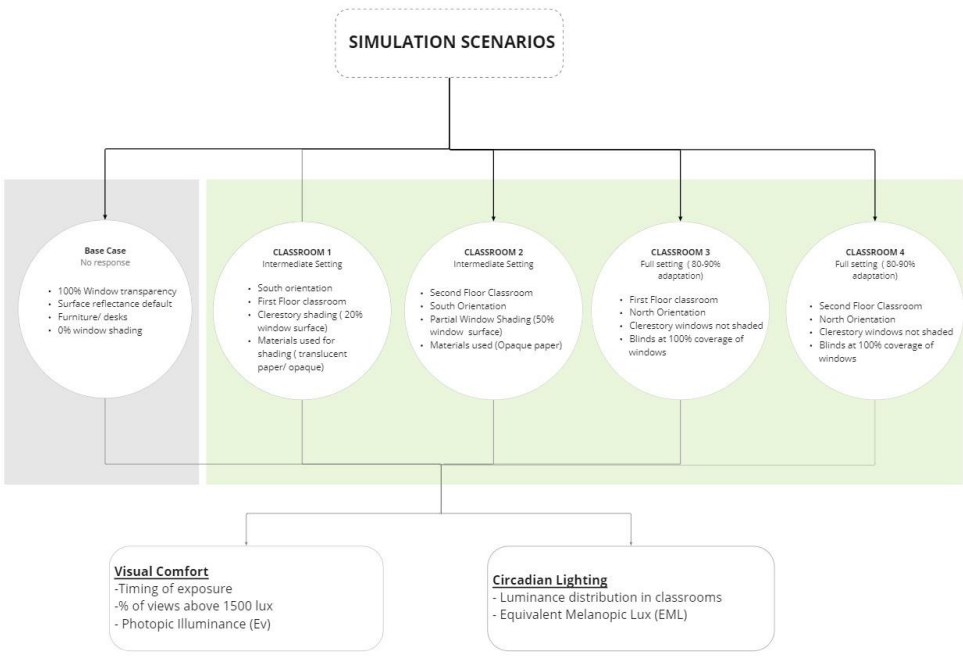 SIMULATION SCENARIOS
Base Case
No response
• 100% Window transparency
• Surface reflectance default
• Furniture/ desks
• 0% window shading
CLASSROOM 1
Intermediate Setting
• South orientation
• First Floor classroom
• Clerestory shading ( 20%
window surface)
• Materials used for
shading ( translucent
paper/ opaque)
CLASSROOM 2
Intermediate Setting
• Second Floor Classroom
• South Orientation
• Partial Window Shading (50%
window surface)
• Materials used (Opaque paper)
CLASSROOM 3
Full setting ( 80-90%
adaptation)
• First Floor classroom
• North Orientation
• Clerestory windows not shaded
• Blinds at 100% coverage of
windows
CLASSROOM 4
Full setting ( 80-90%
adaptation)
• Second Floor Classroom
• North Orientation
• Clerestory windows not shaded
• Blinds at 100% coverage of
windows
Visual Comfort
-Timing of exposure
-% of views above 1500 lux
- Photopic Illuminance (Ev)
Circadian Lighting
- Luminance distribution in classrooms
- Equivalent Melanopic Lux (EML)